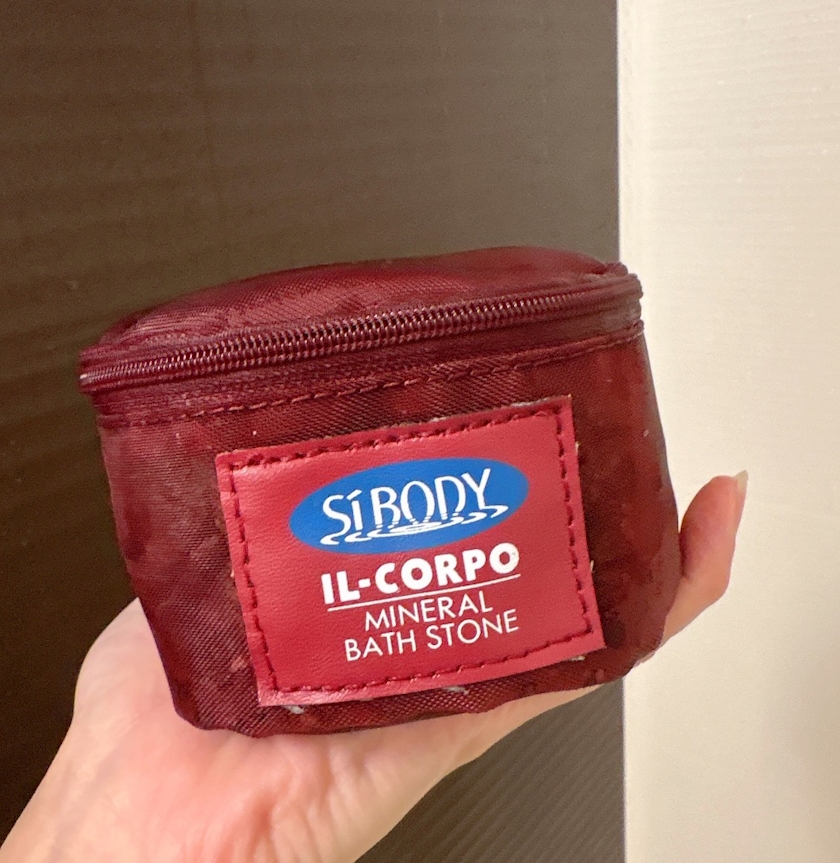 Sí BODY
IL-CORPO
MINERAL
BATH STONE